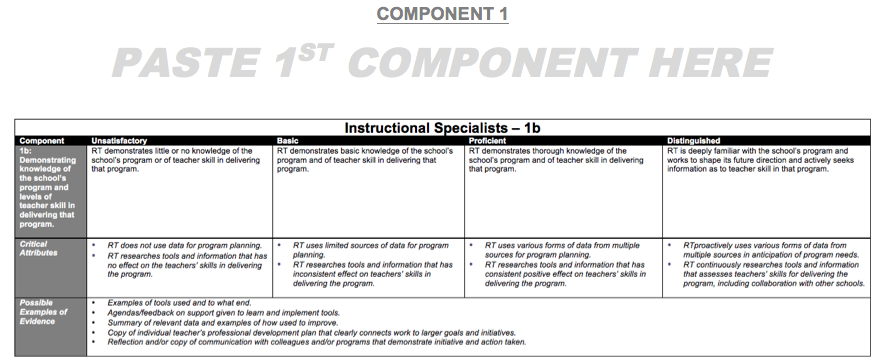 COMPONENT 1
PASTE 1ST COMPONENT HERE
Instructional Specialists – 1b
Component Unsatisfactory Basic Proficient Distinguished
1b:
Demonstrating
knowledge of
the school's
program and
levels of
teacher skill in
delivering that
program.
RT demonstrates little or no knowledge of the
school's program or of teacher skill in delivering
that program.
RT demonstrates basic knowledge of the school's
program and of teacher skill in delivering that
program.
RT demonstrates thorough knowledge of the
school's program and of teacher skill in delivering
that program.
RT is deeply familiar with the school's program and
works to shape its future direction and actively seeks
information as to teacher skill in that program.
Critical
Attributes
• RT does not use data for program planning.
• RT researches tools and information that has
no effect on the teachers' skills in delivering
the program.
• RT uses limited sources of data for program
planning.
• RT researches tools and information that has
inconsistent effect on teachers' skills in
delivering the program.
• RT uses various forms of data from multiple
sources for program planning.
• RT researches tools and information that has
consistent positive effect on teachers' skills in
delivering the program.
• RTproactively uses various forms of data from
multiple sources in anticipation of program needs.
• RT continuously researches tools and information
that assesses teachers' skills for delivering the
program, including collaboration with other schools.
Possible
Examples of
Evidence
• Examples of tools used and to what end.
• Agendas/feedback on support given to learn and implement tools.
• Summary of relevant data and examples of how used to improve.
• Copy of individual teacher's professional development plan that clearly connects work to larger goals and initiatives.
• Reflection and/or copy of communication with colleagues and/or programs that demonstrate initiative and action taken.